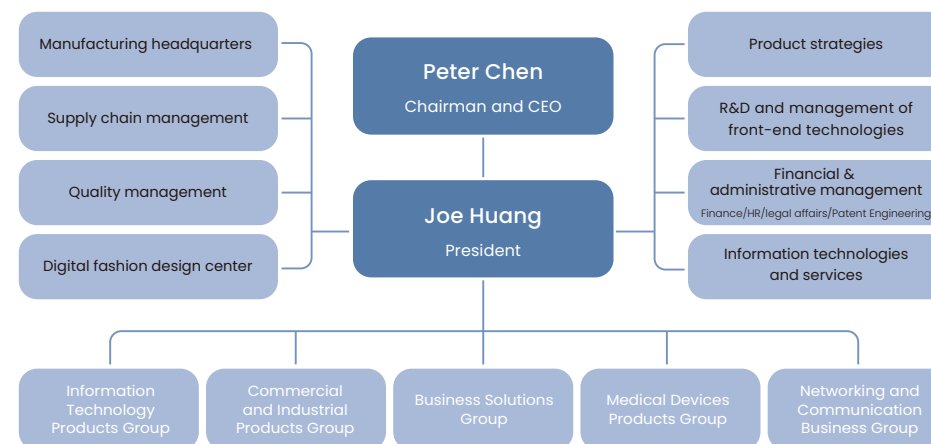 Manufacturing headquarters
Supply chain management
Quality management
Digital fashion design center
Peter Chen
Chairman and CEO
Joe Huang
President
Product strategies
R&D and management of
front-end technologies
Financial &
administrative management
Finance/HR/legal affairs/Patent Engineering
Information technologies
and services
Information
Technology
Products Group
Commercial
and Industrial
Products Group
Business Solutions
Group
Medical Devices
Products Group
Networking and
Communication
Business Group